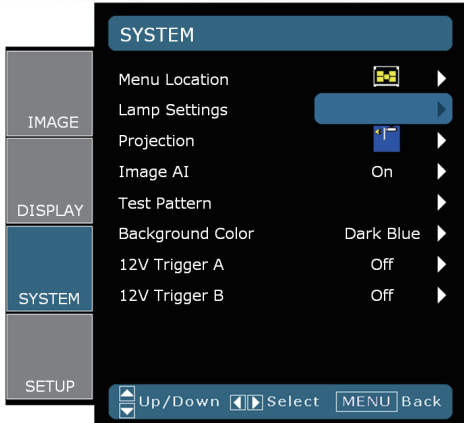 SYSTEM
IMAGE
DISPLAY
SYSTEM
SETUP
Menu Location
Lamp Settings
Projection
Image AI On
Test Pattern
Background Color Dark Blue
12V Trigger A Off
12V Trigger B Off
Up/Down Select MENU Back